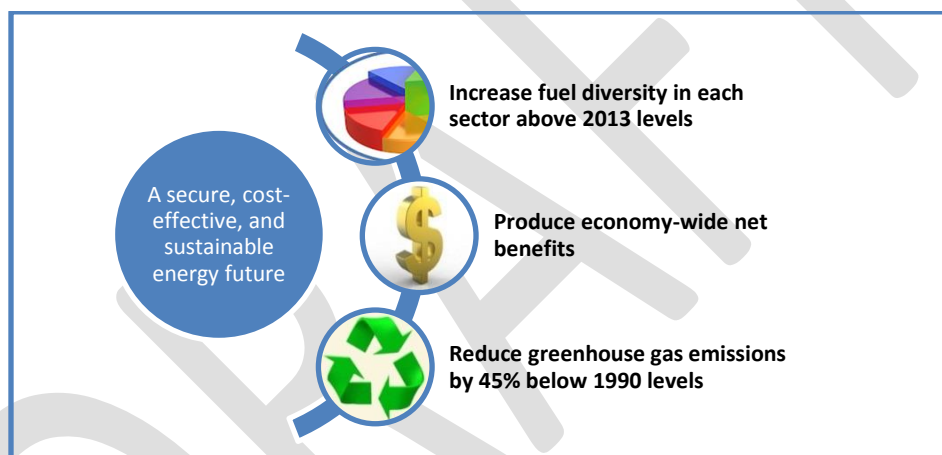 Increase fuel diversity in each
sector above 2013 levels
A secure, cost-
effective, and
sustainable
energy future
Produce economy-wide net
benefits
Reduce greenhouse gas emissions
by 45% below 1990 levels
DRAFT